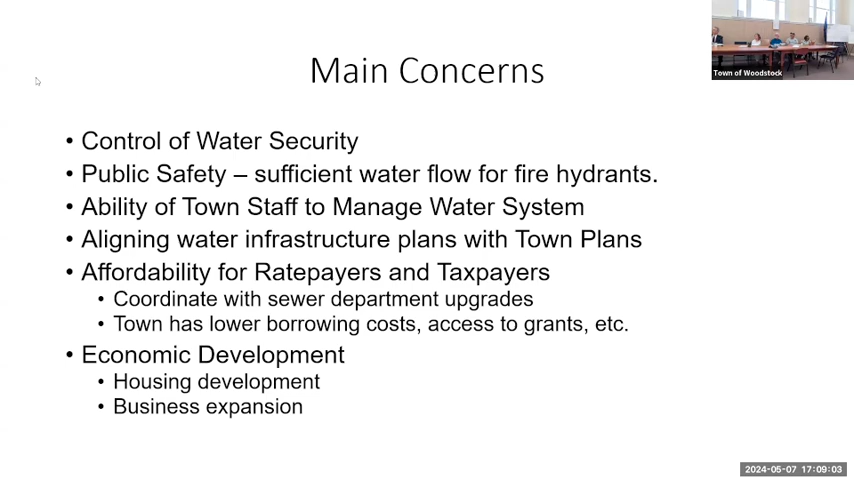 Town of Woodstock
Main Concerns
• Control of Water Security
• Public Safety – sufficient water flow for fire hydrants.
• Ability of Town Staff to Manage Water System
• Aligning water infrastructure plans with Town Plans
• Affordability for Ratepayers and Taxpayers
• Coordinate with sewer department upgrades
• Town has lower borrowing costs, access to grants, etc.
• Economic Development
• Housing development
• Business expansion
2024-05-07 17:09:03